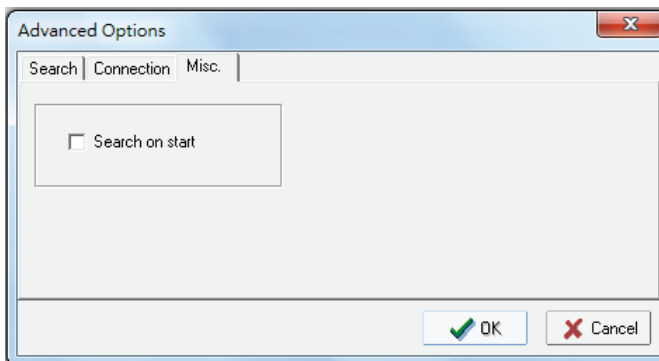 Advanced Options
Search Connection Misc.
Search on start
OK Cancel